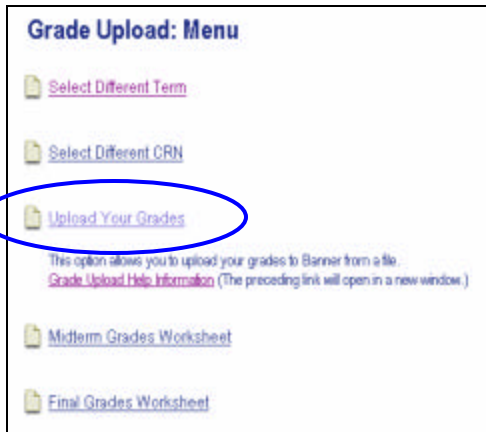 Grade Upload: Menu
Select Different Term
Select Different CRN
Upload Your Grades
This option allows you to upload your grades to Banner from a file.
Grade Upload Help Information (The preceding link will open in a new window.)
Midterm Grades Worksheet
Final Grades Worksheet